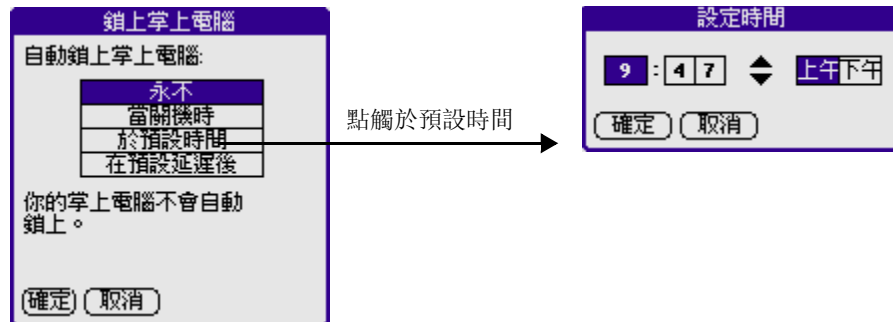 鎖上掌上電腦
自動鎖上掌上電腦:
永不
當關機時
於預設時間
在預設延遲後
你的掌上電腦不會自動
鎖上。
確定 取消
點觸於預設時間
設定時間
9 : 4 7 上午 下午
確定 取消